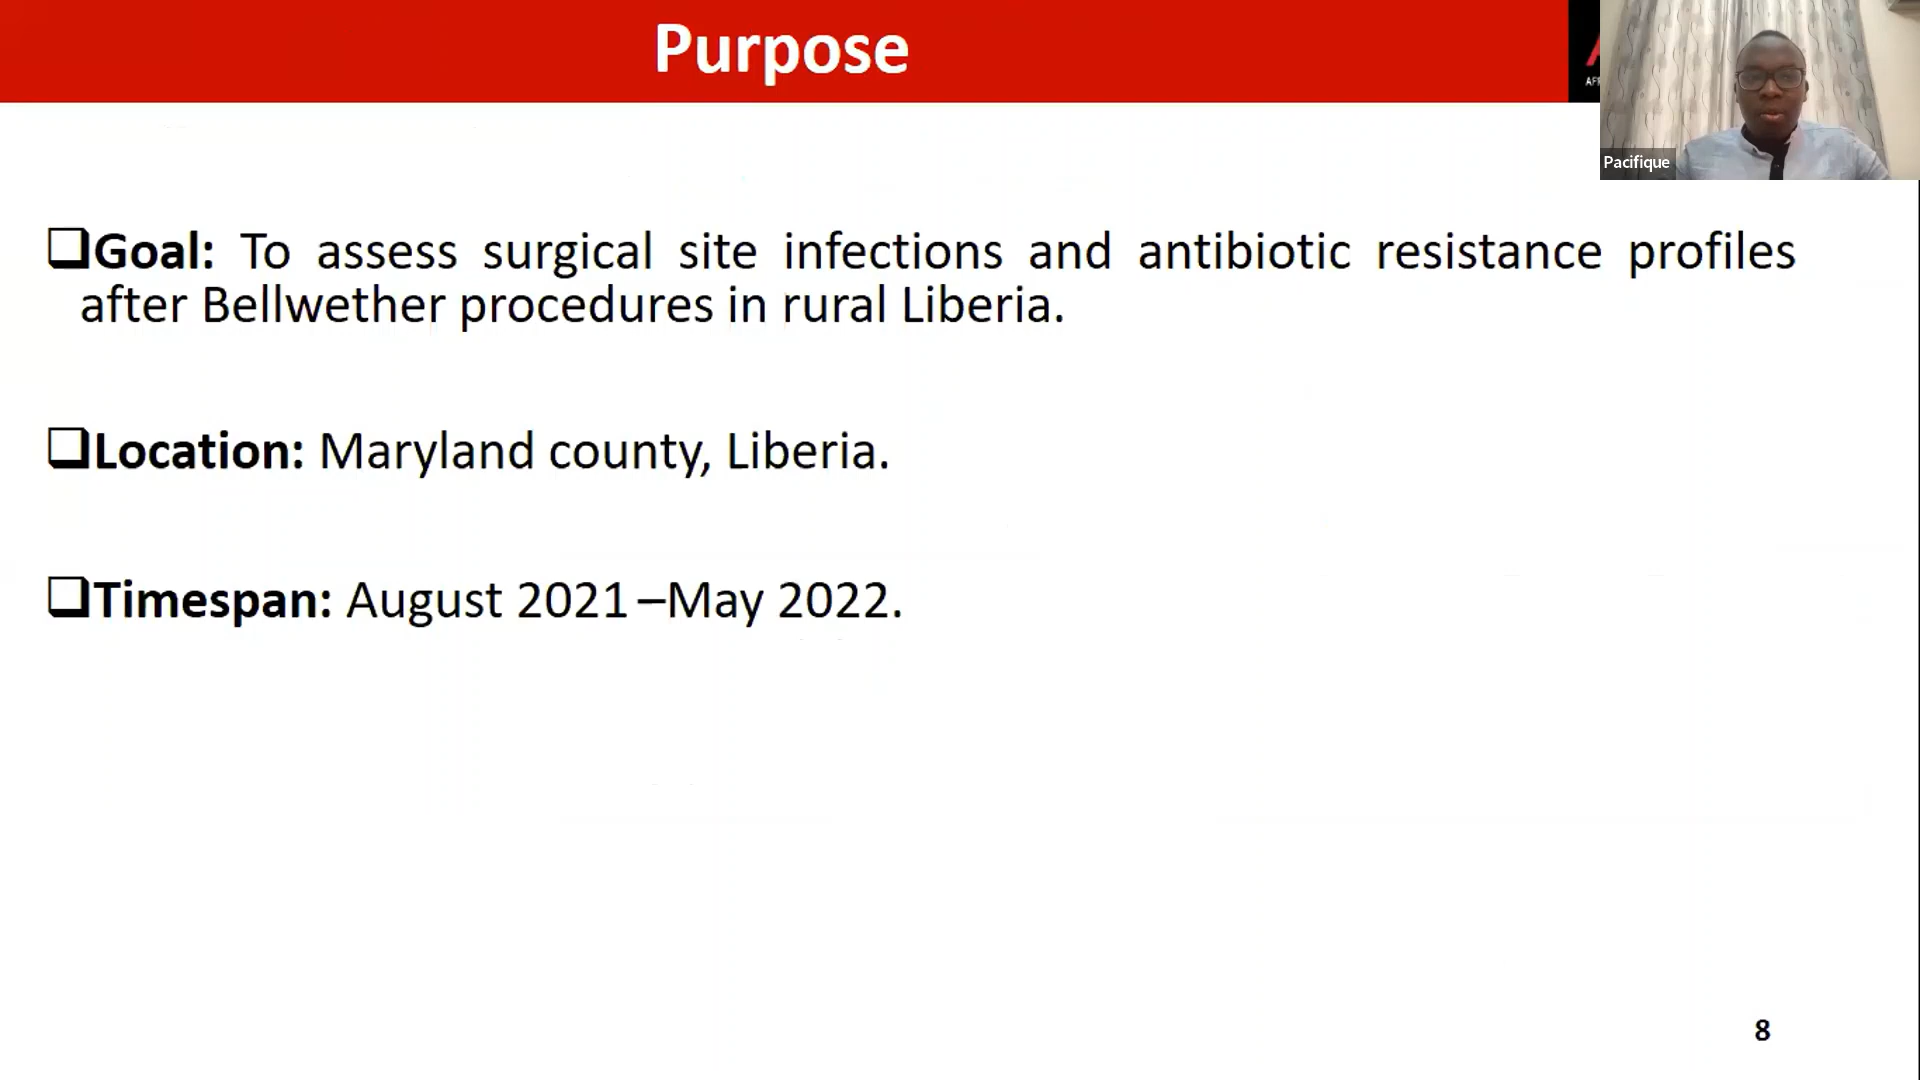 Purpose
Pacifique
❑Goal: To assess surgical site infections and antibiotic resistance profiles
after Bellwether procedures in rural Liberia.
❑Location: Maryland county, Liberia.
❑Timespan: August 2021 –May 2022.
8